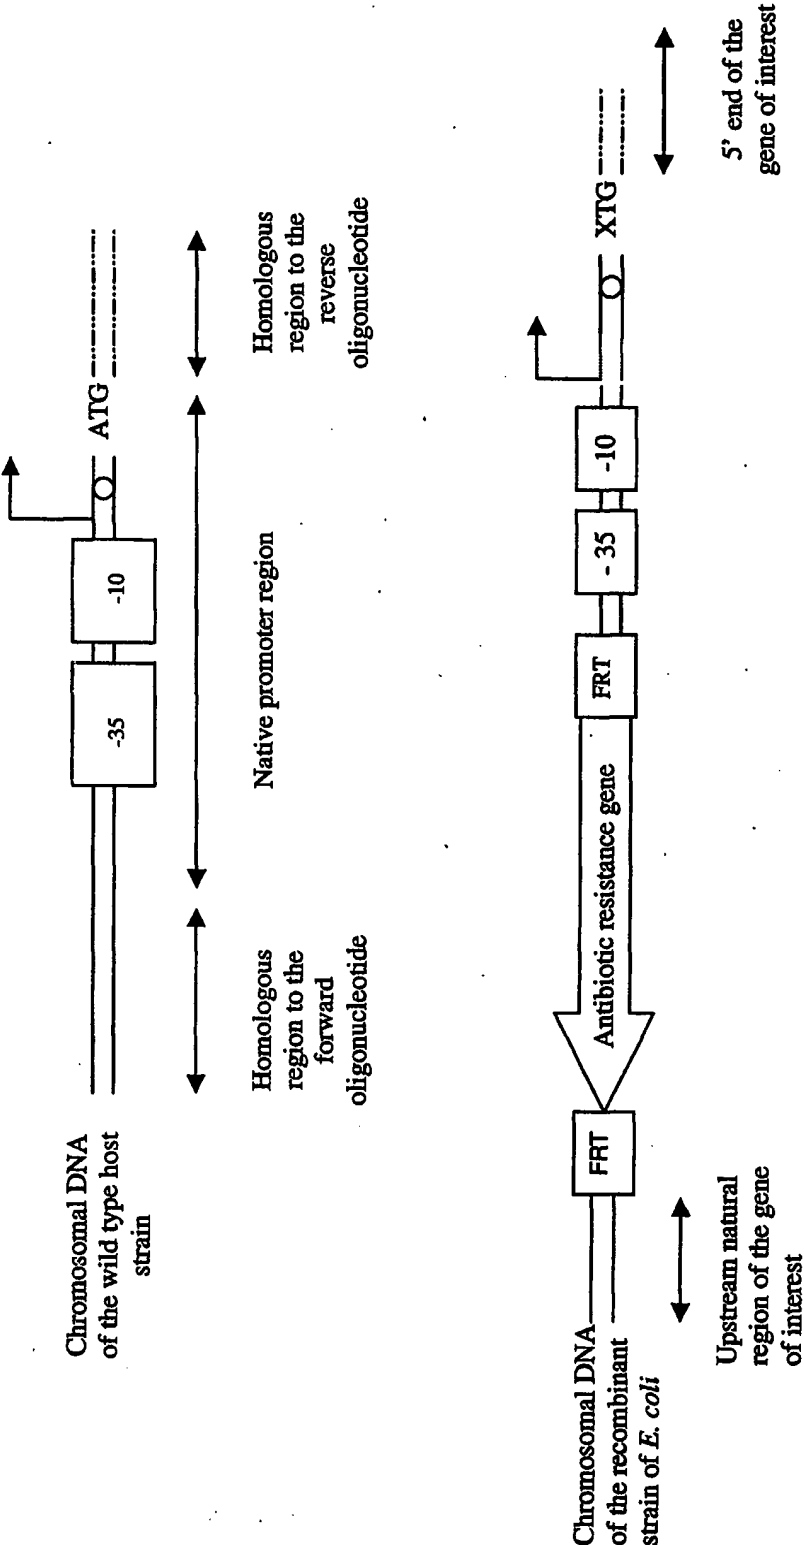 Chromosomal DNA
of the wild type host
strain
-35
-10
ATG
Homologous
region to the
forward
oligonucleotide
Native promoter region
Homologous
region to the
reverse
oligonucleotide
Chromosomal DNA
of the recombinant
strain of E. coli
FRT
Antibiotic resistance gene
FRT
- 35
-10
XTG
Upstream natural
region of the gene
of interest
5' end of the
gene of interest